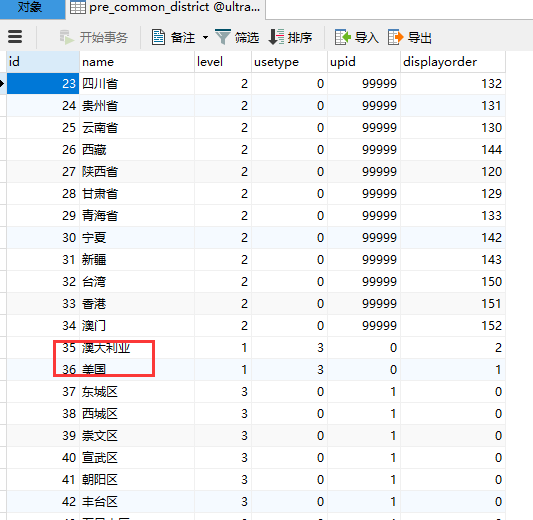 对象 pre_common_district @ultra...
开始事务 备注 筛选 排序 导入 导出
id name level usetype upid displayorder
23 四川省 2 0 99999 132
24 贵州省 2 0 99999 131
25 云南省 2 0 99999 130
26 西藏 2 0 99999 144
27 陕西省 2 0 99999 120
28 甘肃省 2 0 99999 129
29 青海省 2 0 99999 133
30 宁夏 2 0 99999 142
31 新疆 2 0 99999 143
32 台湾 2 0 99999 150
33 香港 2 0 99999 151
34 澳门 2 0 99999 152
35 澳大利业 1 3 0 2
36 美国 1 3 0 1
37 东城区 3 0 1 0
38 西城区 3 0 1 0
39 崇文区 3 0 1 0
40 宣武区 3 0 1 0
41 朝阳区 3 0 1 0
42 丰台区 3 0 1 0